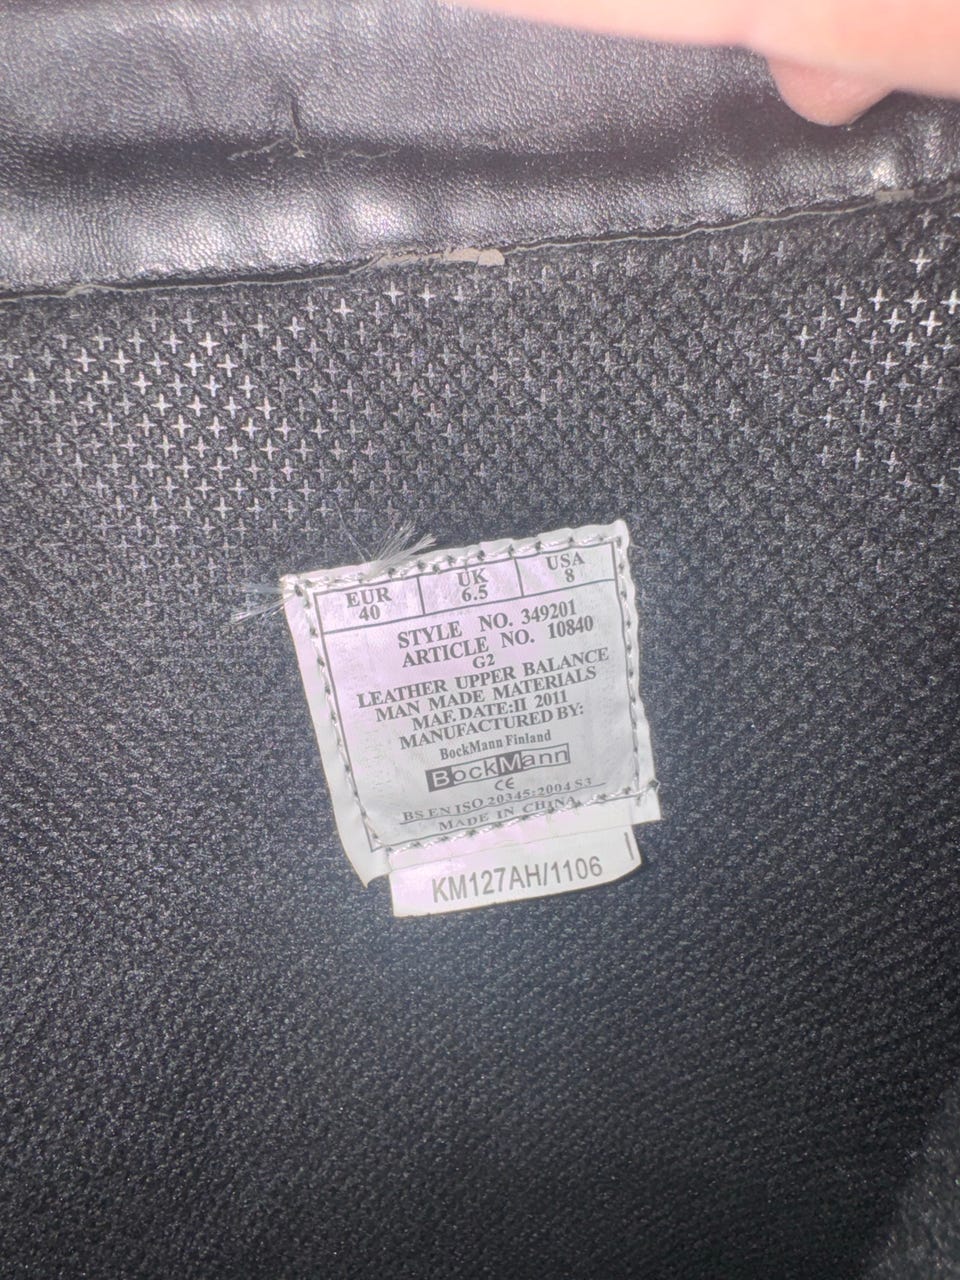 EUR UK USA
40 6.5 8
STYLE NO. 349201
ARTICLE NO. 10840
G2
LEATHER UPPER BALANCE
MAN MADE MATERIALS
MAF.DATE:II 2011
MANUFACTURED BY:
BockMann Finland
BockMann
CE
BS EN ISO 20345:2004 S3
MADE IN CHINA
KM127AH/1106